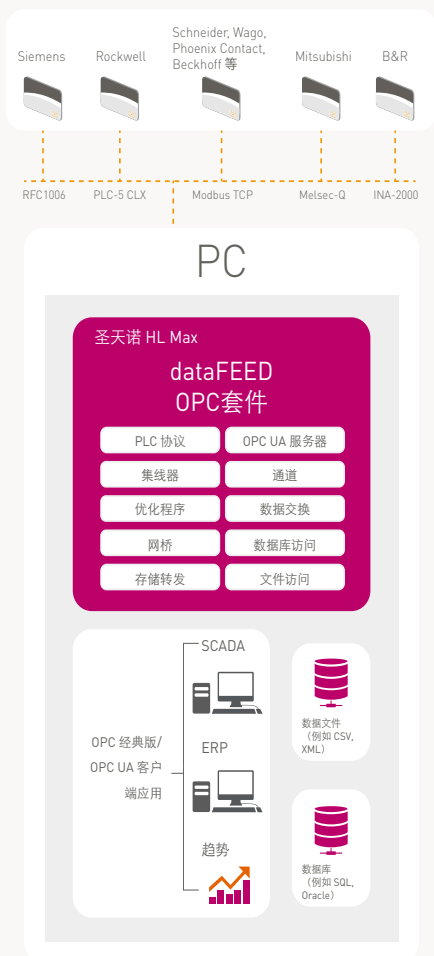 Siemens
Rockwell
Schneider, Wago,
Phoenix Contact,
Beckhoff 等
Mitsubishi
B&R
RFC1006
PLC-5 CLX
Modbus TCP
Melsec-Q
INA-2000
PC
圣天诺 HL Max
dataFEED
OPC套件
PLC 协议
OPC UA 服务器
集线器
通道
优化程序
数据交换
网桥
数据库访问
存储转发
文件访问
OPC 经典版/
OPC UA 客户
端应用
SCADA
ERP
趋势
数据文件
（例如 CSV,
XML）
数据库
（例如 SQL,
Oracle）